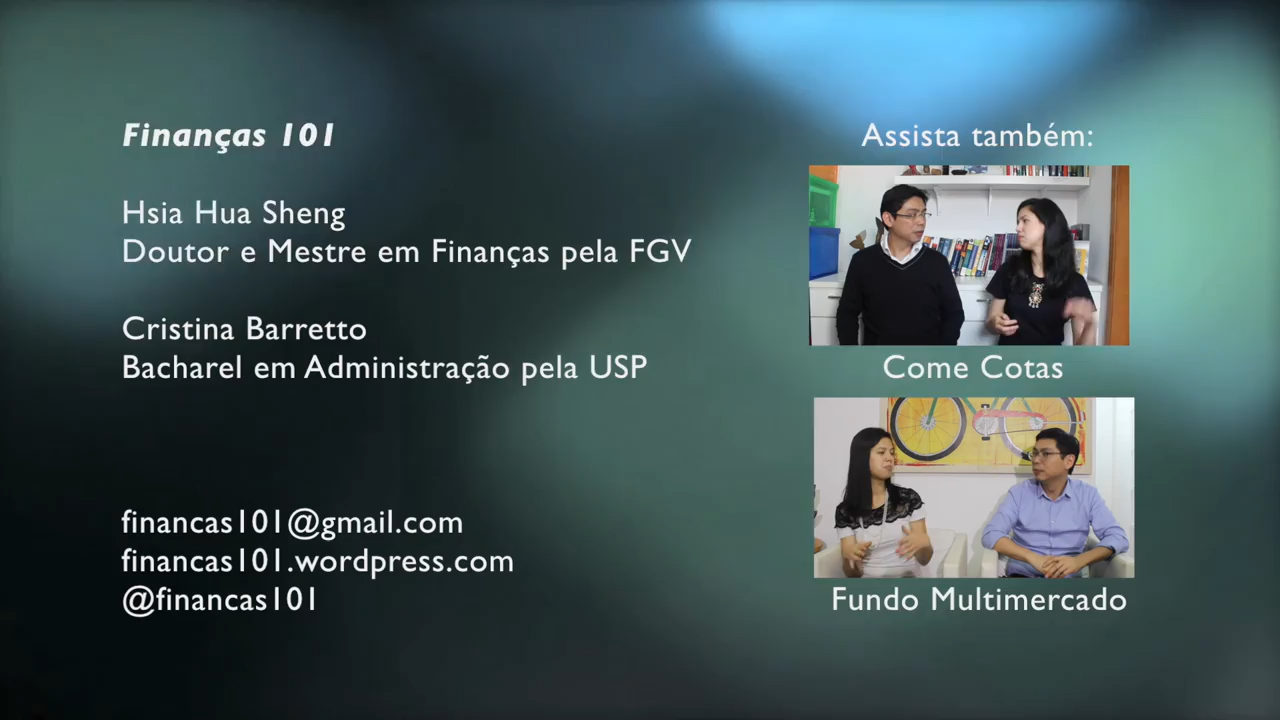 Finanças 101
Hsia Hua Sheng
Doutor e Mestre em Finanças pela FGV
Cristina Barretto
Bacharel em Administração pela USP
financas101@gmail.com
financas101.wordpress.com
@financas101
Assista também:
Come Cotas
Fundo Multimercado